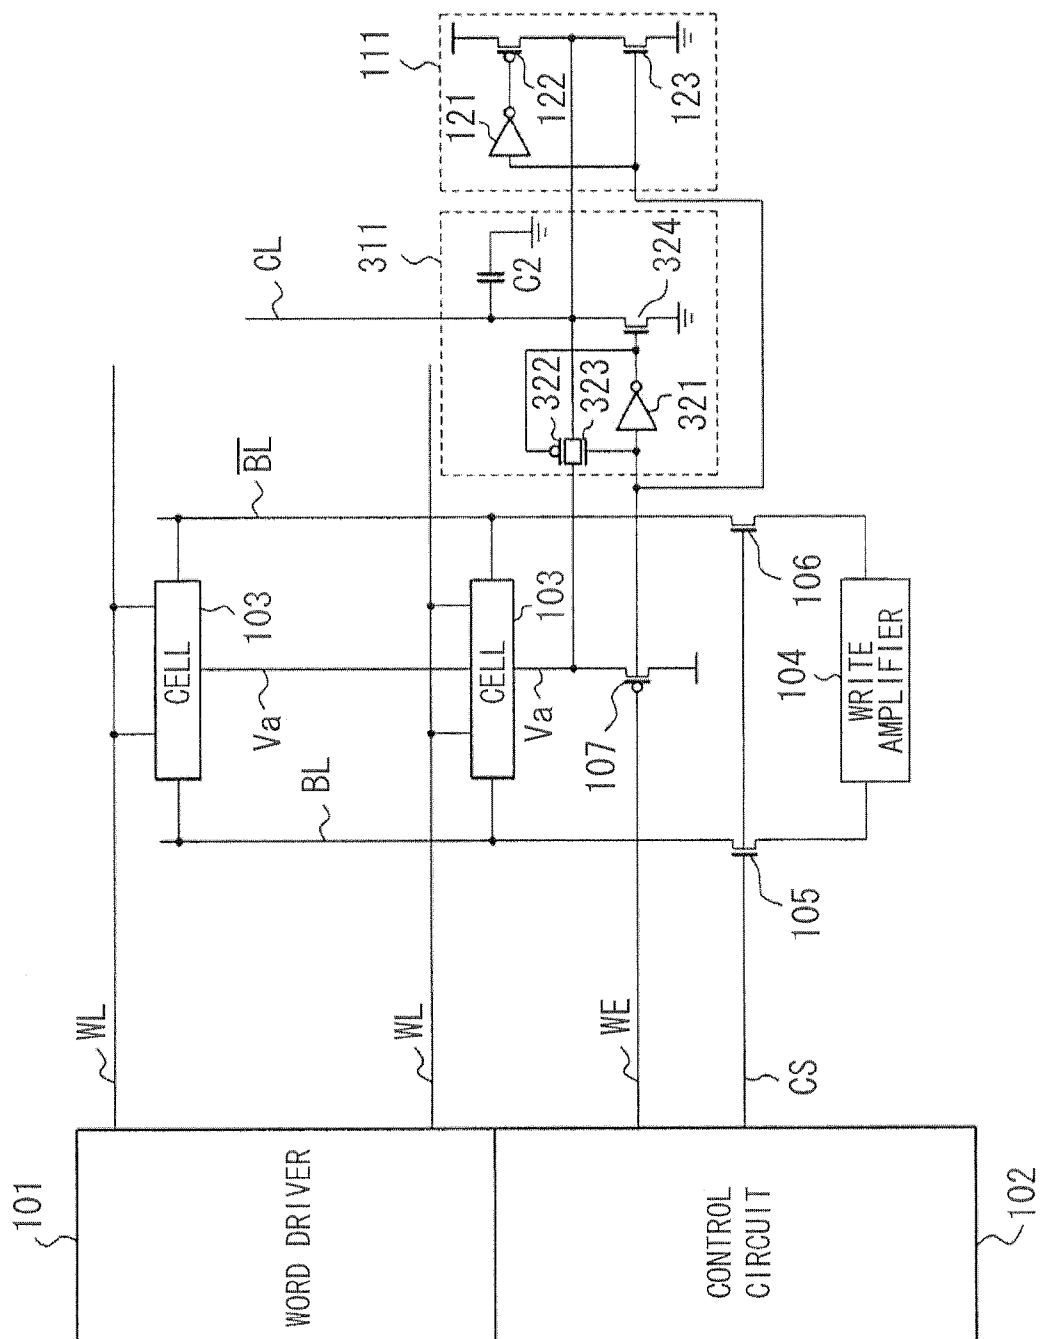 101
WORD DRIVER
CONTROL
CIRCUIT
102
WL
WL
WE
CS
BL
BL
CELL
103
Va
CELL
103
Va
107
105
106
104
WRITE
AMPLIFIER
CL
311
C2
322
323
324
321
111
121
122
123